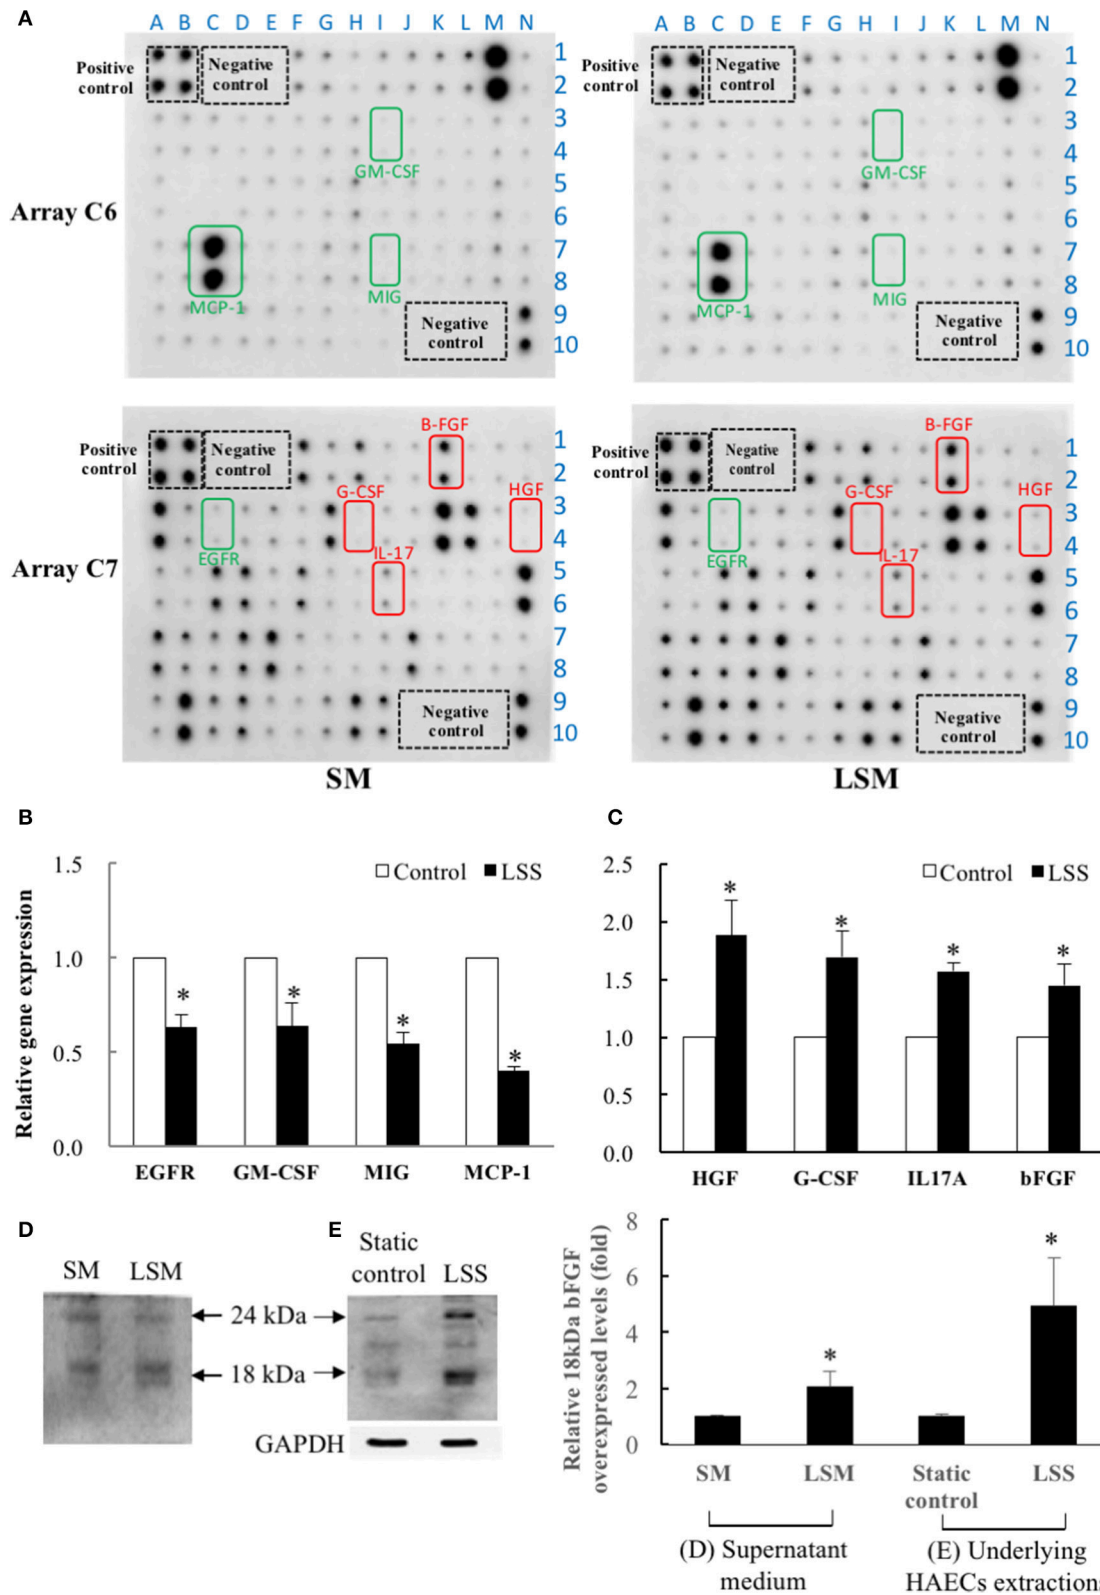 A
A B C D E F G H I J K L M N
A B C D E F G H I J K L M N
Positive
control
Negative
control
1
2
3
4
5
6
7
8
9
10
GM-CSF
Array C6
MCP-1
MIG
Negative
control
Positive
control
Negative
control
1
2
3
4
5
6
7
8
9
10
GM-CSF
MCP-1
MIG
Negative
control
Positive
control
Negative
control
B-FGF
G-CSF
HGF
EGFR
IL-17
Array C7
1
2
3
4
5
6
7
8
9
10
Negative
control
SM
Positive
control
Negative
control
B-FGF
G-CSF
HGF
EGFR
IL-17
1
2
3
4
5
6
7
8
9
10
Negative
control
LSM
B
Relative gene expression
1.5
1.0
0.5
0.0
Control LSS
* * * *
EGFR GM-CSF MIG MCP-1
C
2.5
2.0
1.5
1.0
0.5
0.0
Control LSS
* * * *
HGF G-CSF IL17A bFGF
D
SM LSM
24 kDa
18 kDa
E
Static
control LSS
GAPDH
Relative 18kDa bFGF
overexpressed levels (fold)
8
6
4
2
0
* *
SM LSM Static
control LSS
(D) Supernatant
medium
(E) Underlying
HAECs extraction